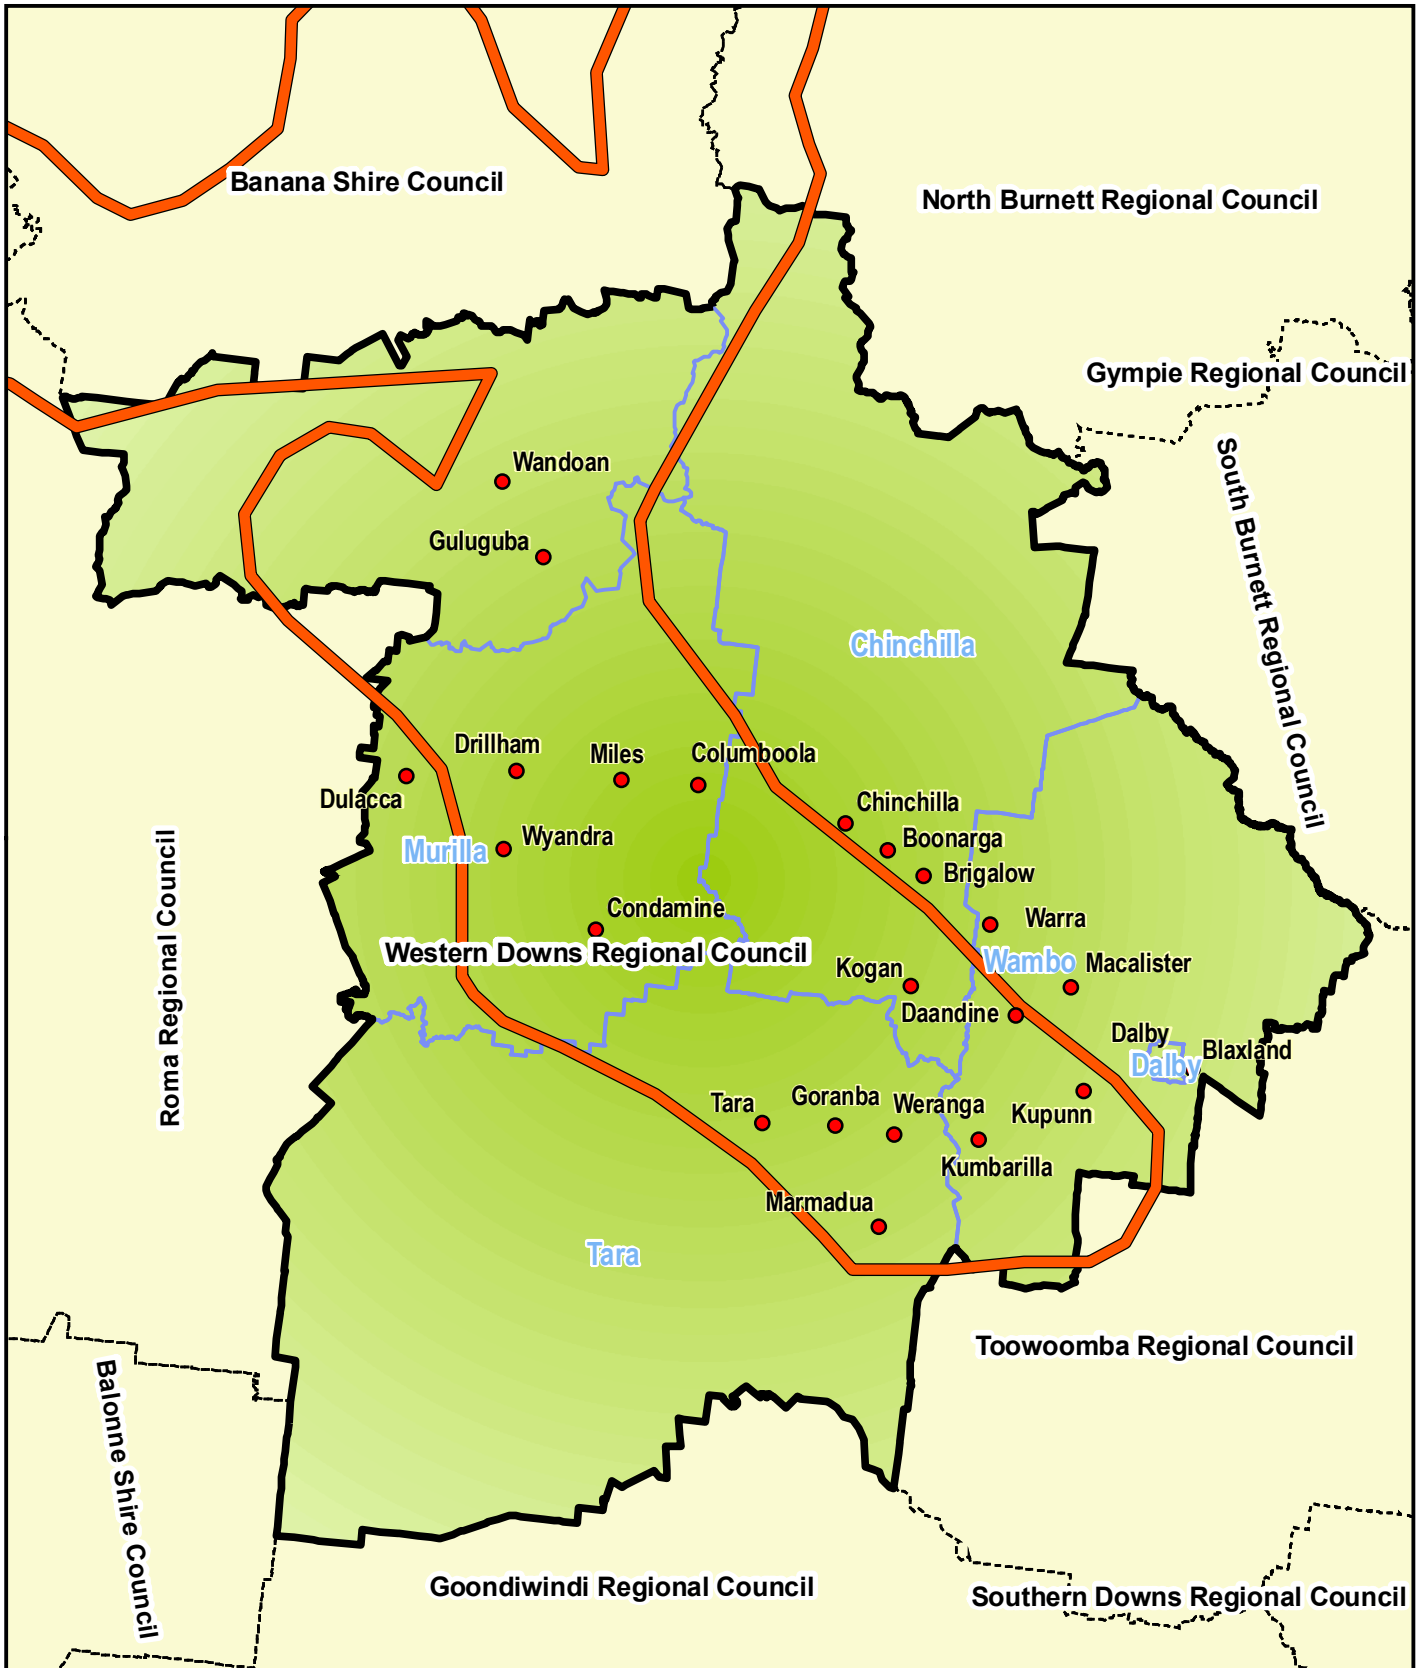 Banana Shire Council
North Burnett Regional Council
Gympie Regional Council
South Burnett Regional Council
Wandoan
Guluguba
Chinchilla
Drillham
Miles
Columboola
Dulacca
Chinchilla
Wyandra
Boonarga
Murilla
Brigalow
Condamine
Warra
Western Downs Regional Council
Wambo
Macalister
Kogan
Daandine
Roma Regional Council
Dalby
Blaxland
Dalby
Tara
Goranba
Weranga
Kupunn
Kumbarilla
Marmadua
Tara
Toowoomba Regional Council
Balonne Shire Council
Goondiwindi Regional Council
Southern Downs Regional Council